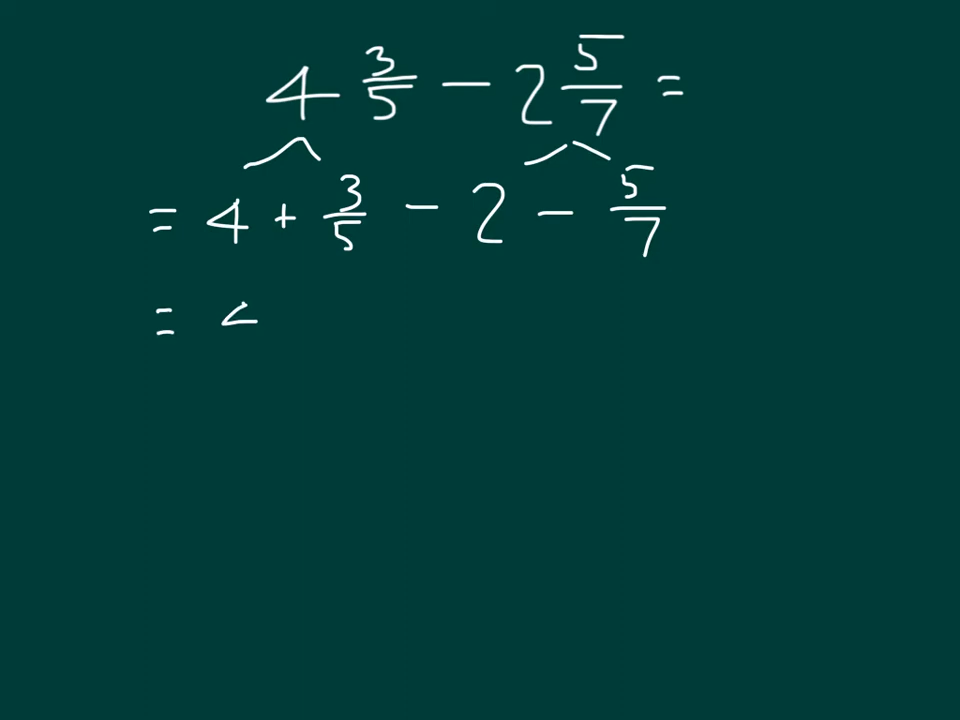 4 3/5 - 2 5/7 =
= 4 + 3/5 - 2 - 5/7
=